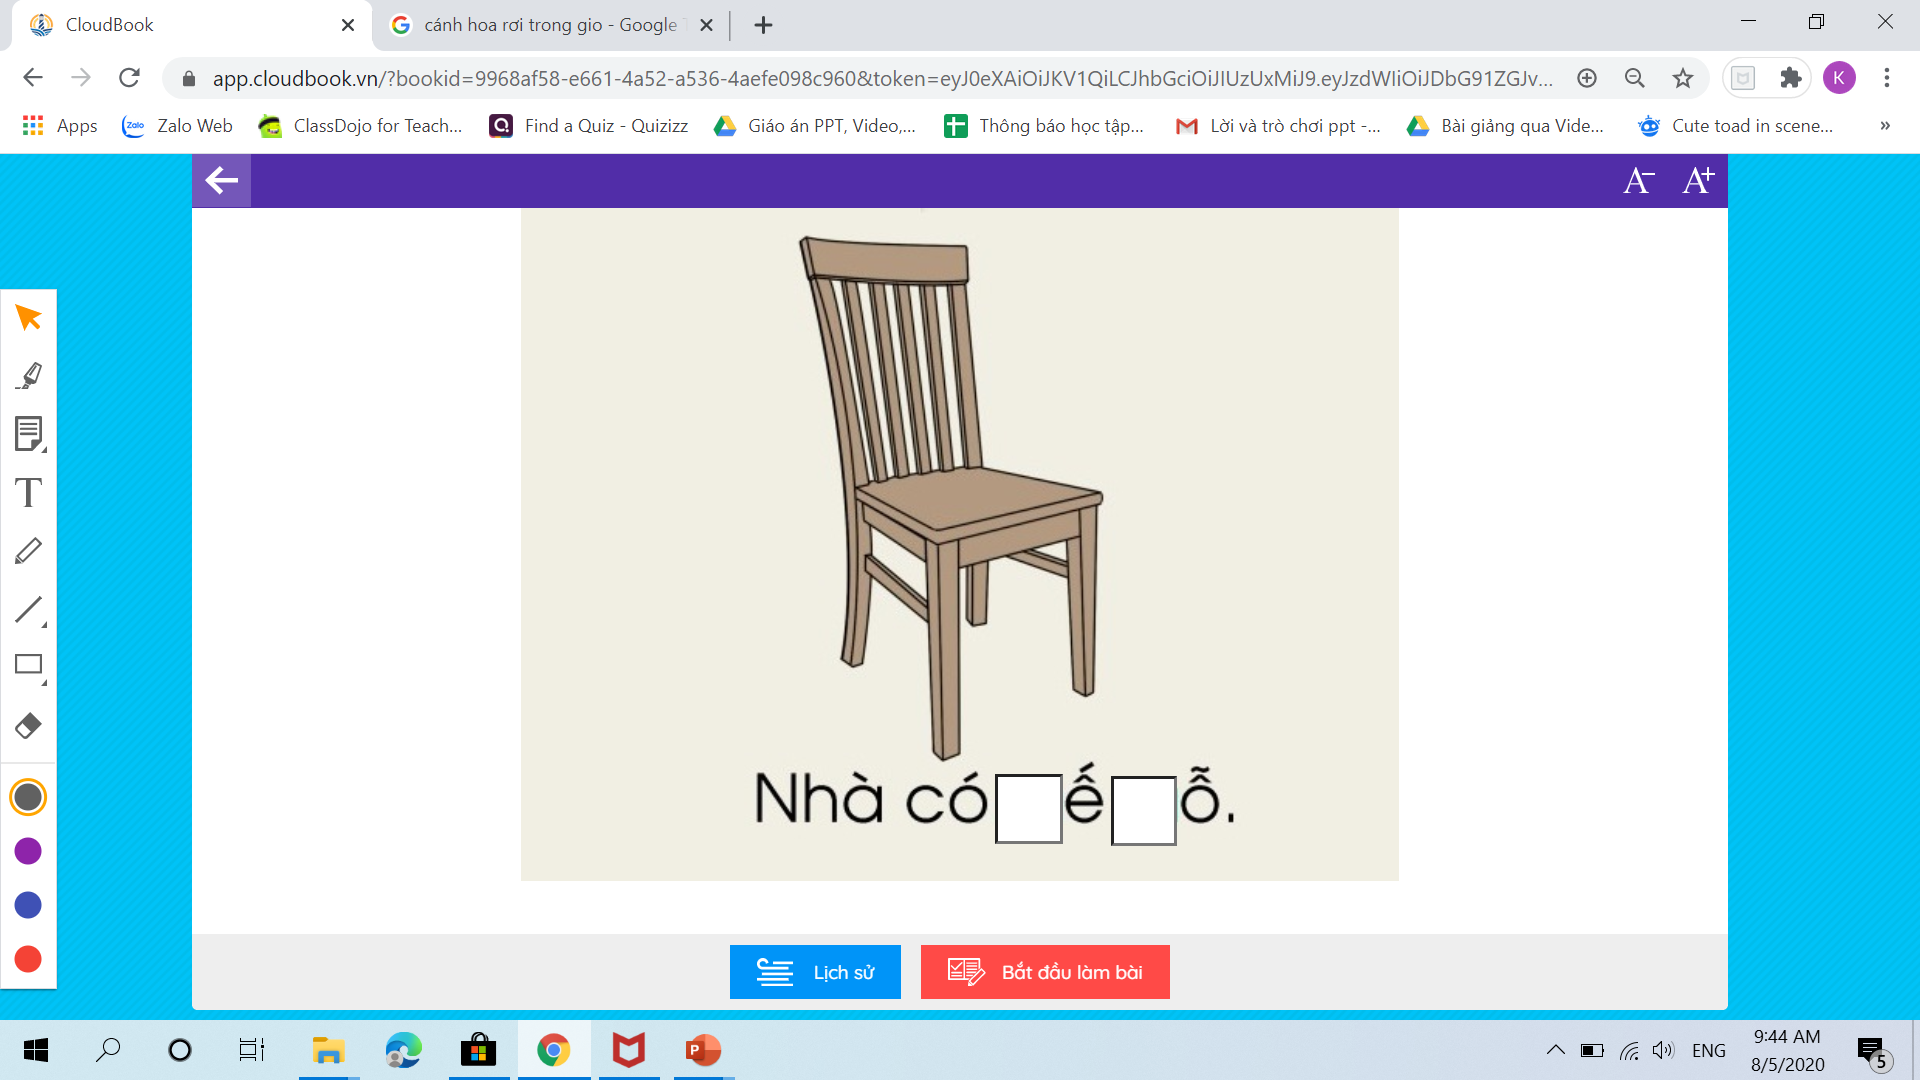 CloudBook
cánh hoa rơi trong gio - Google
app.cloudbook.vn/?bookid=9968af58-e661-4a52-a536-4aefe098c960&token=eyJ0eXAiOiJKV1QiLCJhbGciOiJIUzUxMiJ9.eyJzdWIiOiJDbG91ZGJv...
K
Apps
Zalo Web
ClassDojo for Teach...
Find a Quiz - Quizizz
Giáo án PPT, Video,...
Thông báo học tập...
Lời và trò chơi ppt -...
Bài giảng qua Vide...
Cute toad in scene...
»
A- A+
T
Nhà có ế ỗ.
Lịch sử
Bắt đầu làm bài
ENG
9:44 AM
8/5/2020
5